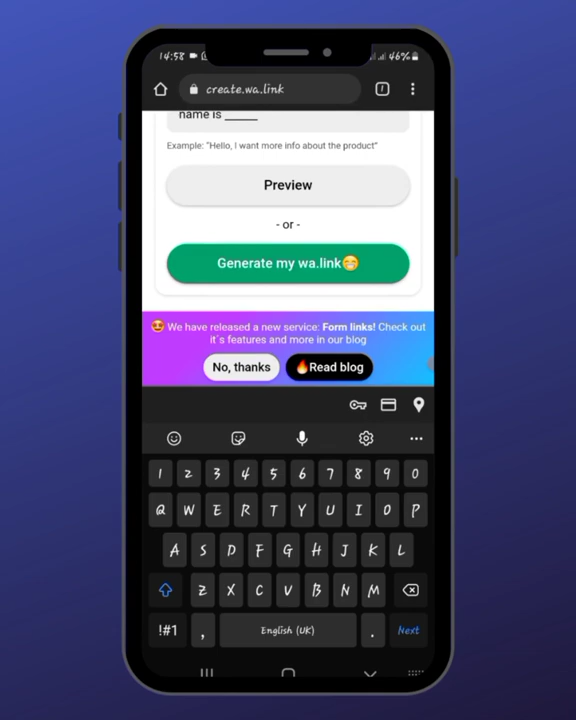 14:58
46%
create.wa.link
name is ______
Example: "Hello, I want more info about the product"
Preview
- or -
Generate my wa.link😁
😍 We have released a new service: Form links! Check out
it´s features and more in our blog
No, thanks
🔥Read blog
1 2 3 4 5 6 7 8 9 0
Q W E R T Y U I O P
A S D F G H J K L
Z X C V B N M
!#1 , English (UK) . Next